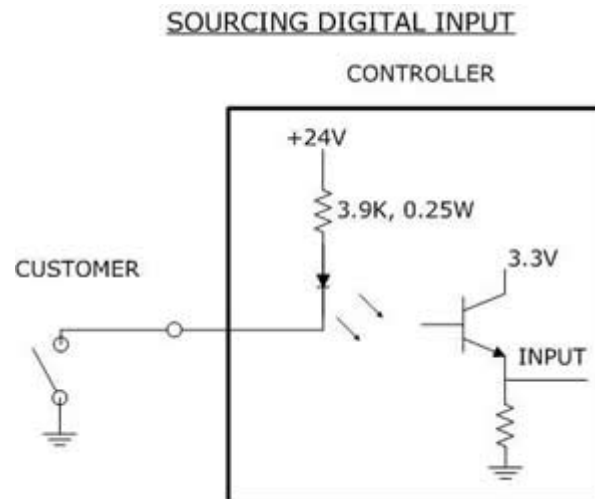 SOURCING DIGITAL INPUT
CONTROLLER
+24V
3.9K, 0.25W
CUSTOMER
3.3V
INPUT